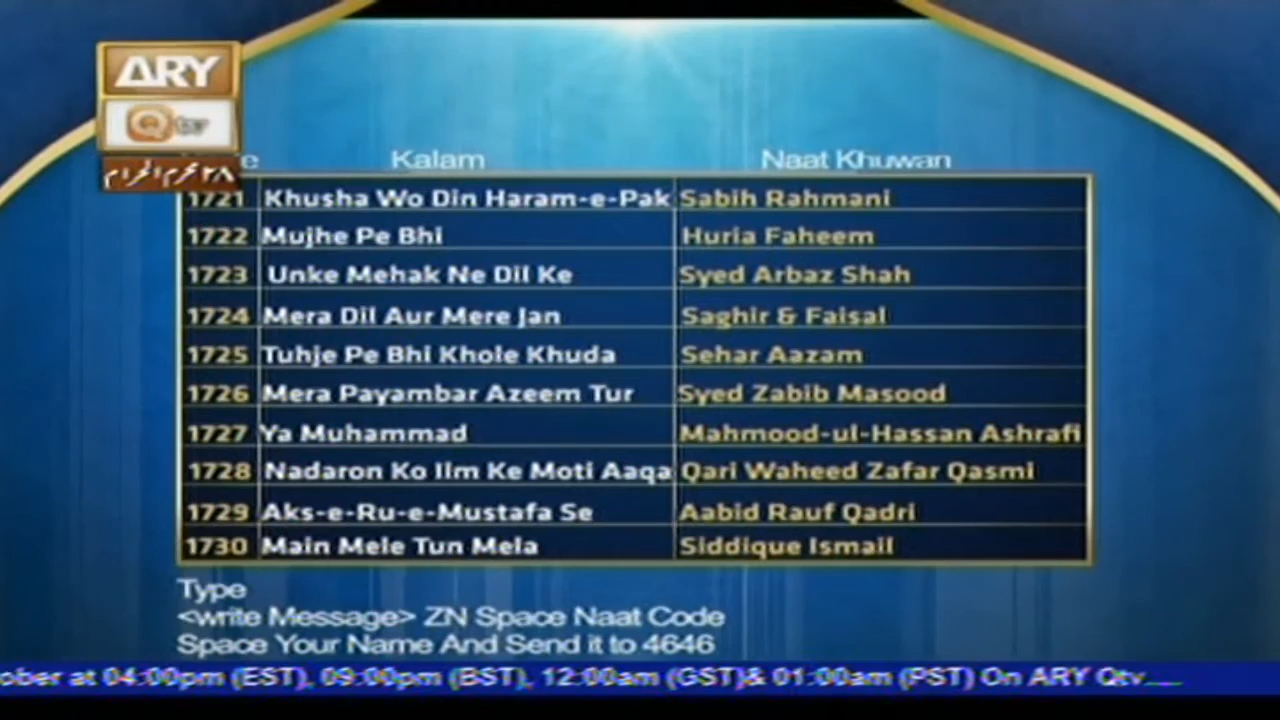 ARY
Qtv
۲۸ محرم الحرام
Kalam Naat Khuwan
1721 Khusha Wo Din Haram-e-Pak Sabih Rahmani
1722 Mujhe Pe Bhi Huria Faheem
1723 Unke Mehak Ne Dil Ke Syed Arbaz Shah
1724 Mera Dil Aur Mere Jan Saghir & Faisal
1725 Tuhje Pe Bhi Khole Khuda Sehar Aazam
1726 Mera Payambar Azeem Tur Syed Zabib Masood
1727 Ya Muhammad Mahmood-ul-Hassan Ashrafi
1728 Nadaron Ko Ilm Ke Moti Aaqa Qari Waheed Zafar Qasmi
1729 Aks-e-Ru-e-Mustafa Se Aabid Rauf Qadri
1730 Main Mele Tun Mela Siddique Ismail
Type
<write Message> ZN Space Naat Code
Space Your Name And Send it to 4646
ober at 04:00pm (EST), 09:00pm (BST), 12:00am (GST)& 01:00am (PST) On ARY Qtv....